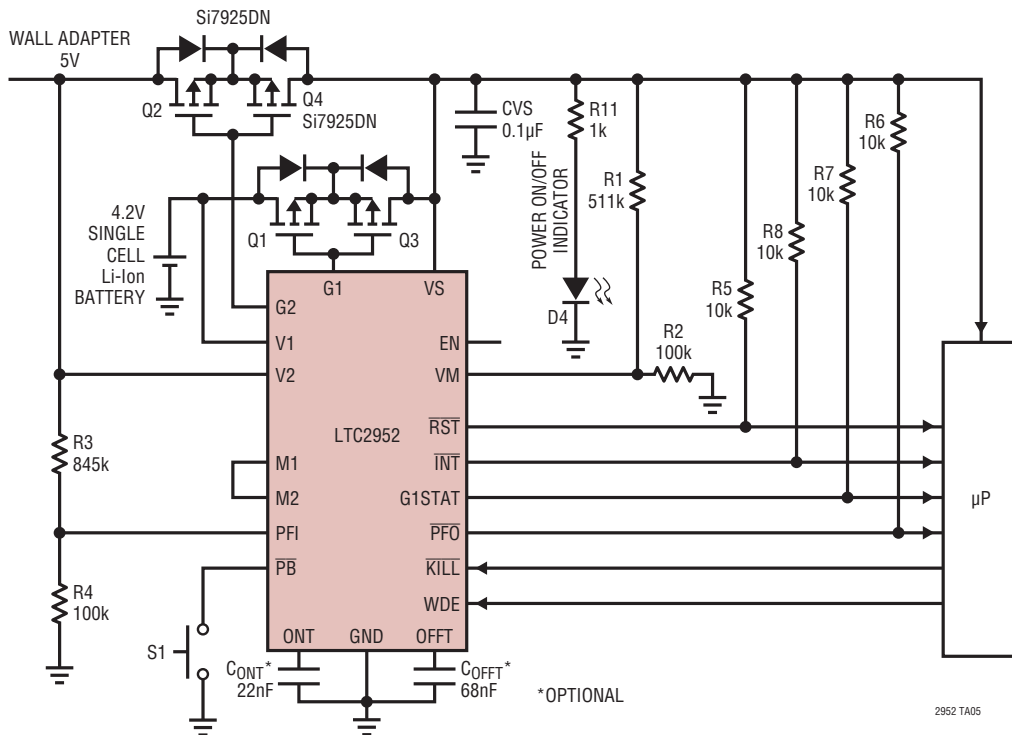 Si7925DN
WALL ADAPTER
5V
Q2
Q4
Si7925DN
CVS
0.1µF
R11
1k
R6
10k
R7
10k
R1
511k
POWER ON/OFF
INDICATOR
R8
10k
4.2V
SINGLE
CELL
Li-Ion
BATTERY
Q1
Q3
R5
10k
G1
VS
G2
D4
V1
EN
R2
100k
V2
VM
LTC2952
RST
R3
845k
M1
INT
M2
G1STAT
µP
PFI
PFO
PB
KILL
R4
100k
WDE
S1
ONT
GND
OFFT
CONT*
22nF
COFFT*
68nF
*OPTIONAL
2952 TA05